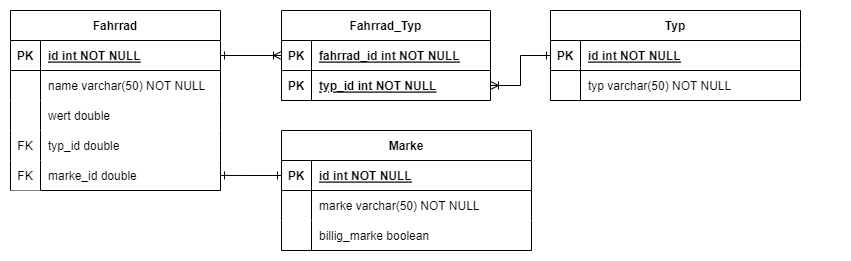 Fahrrad
PK id int NOT NULL
name varchar(50) NOT NULL
wert double
FK typ_id double
FK marke_id double
Fahrrad_Typ
PK fahrrad_id int NOT NULL
PK typ_id int NOT NULL
Typ
PK id int NOT NULL
typ varchar(50) NOT NULL
Marke
PK id int NOT NULL
marke varchar(50) NOT NULL
billig_marke boolean